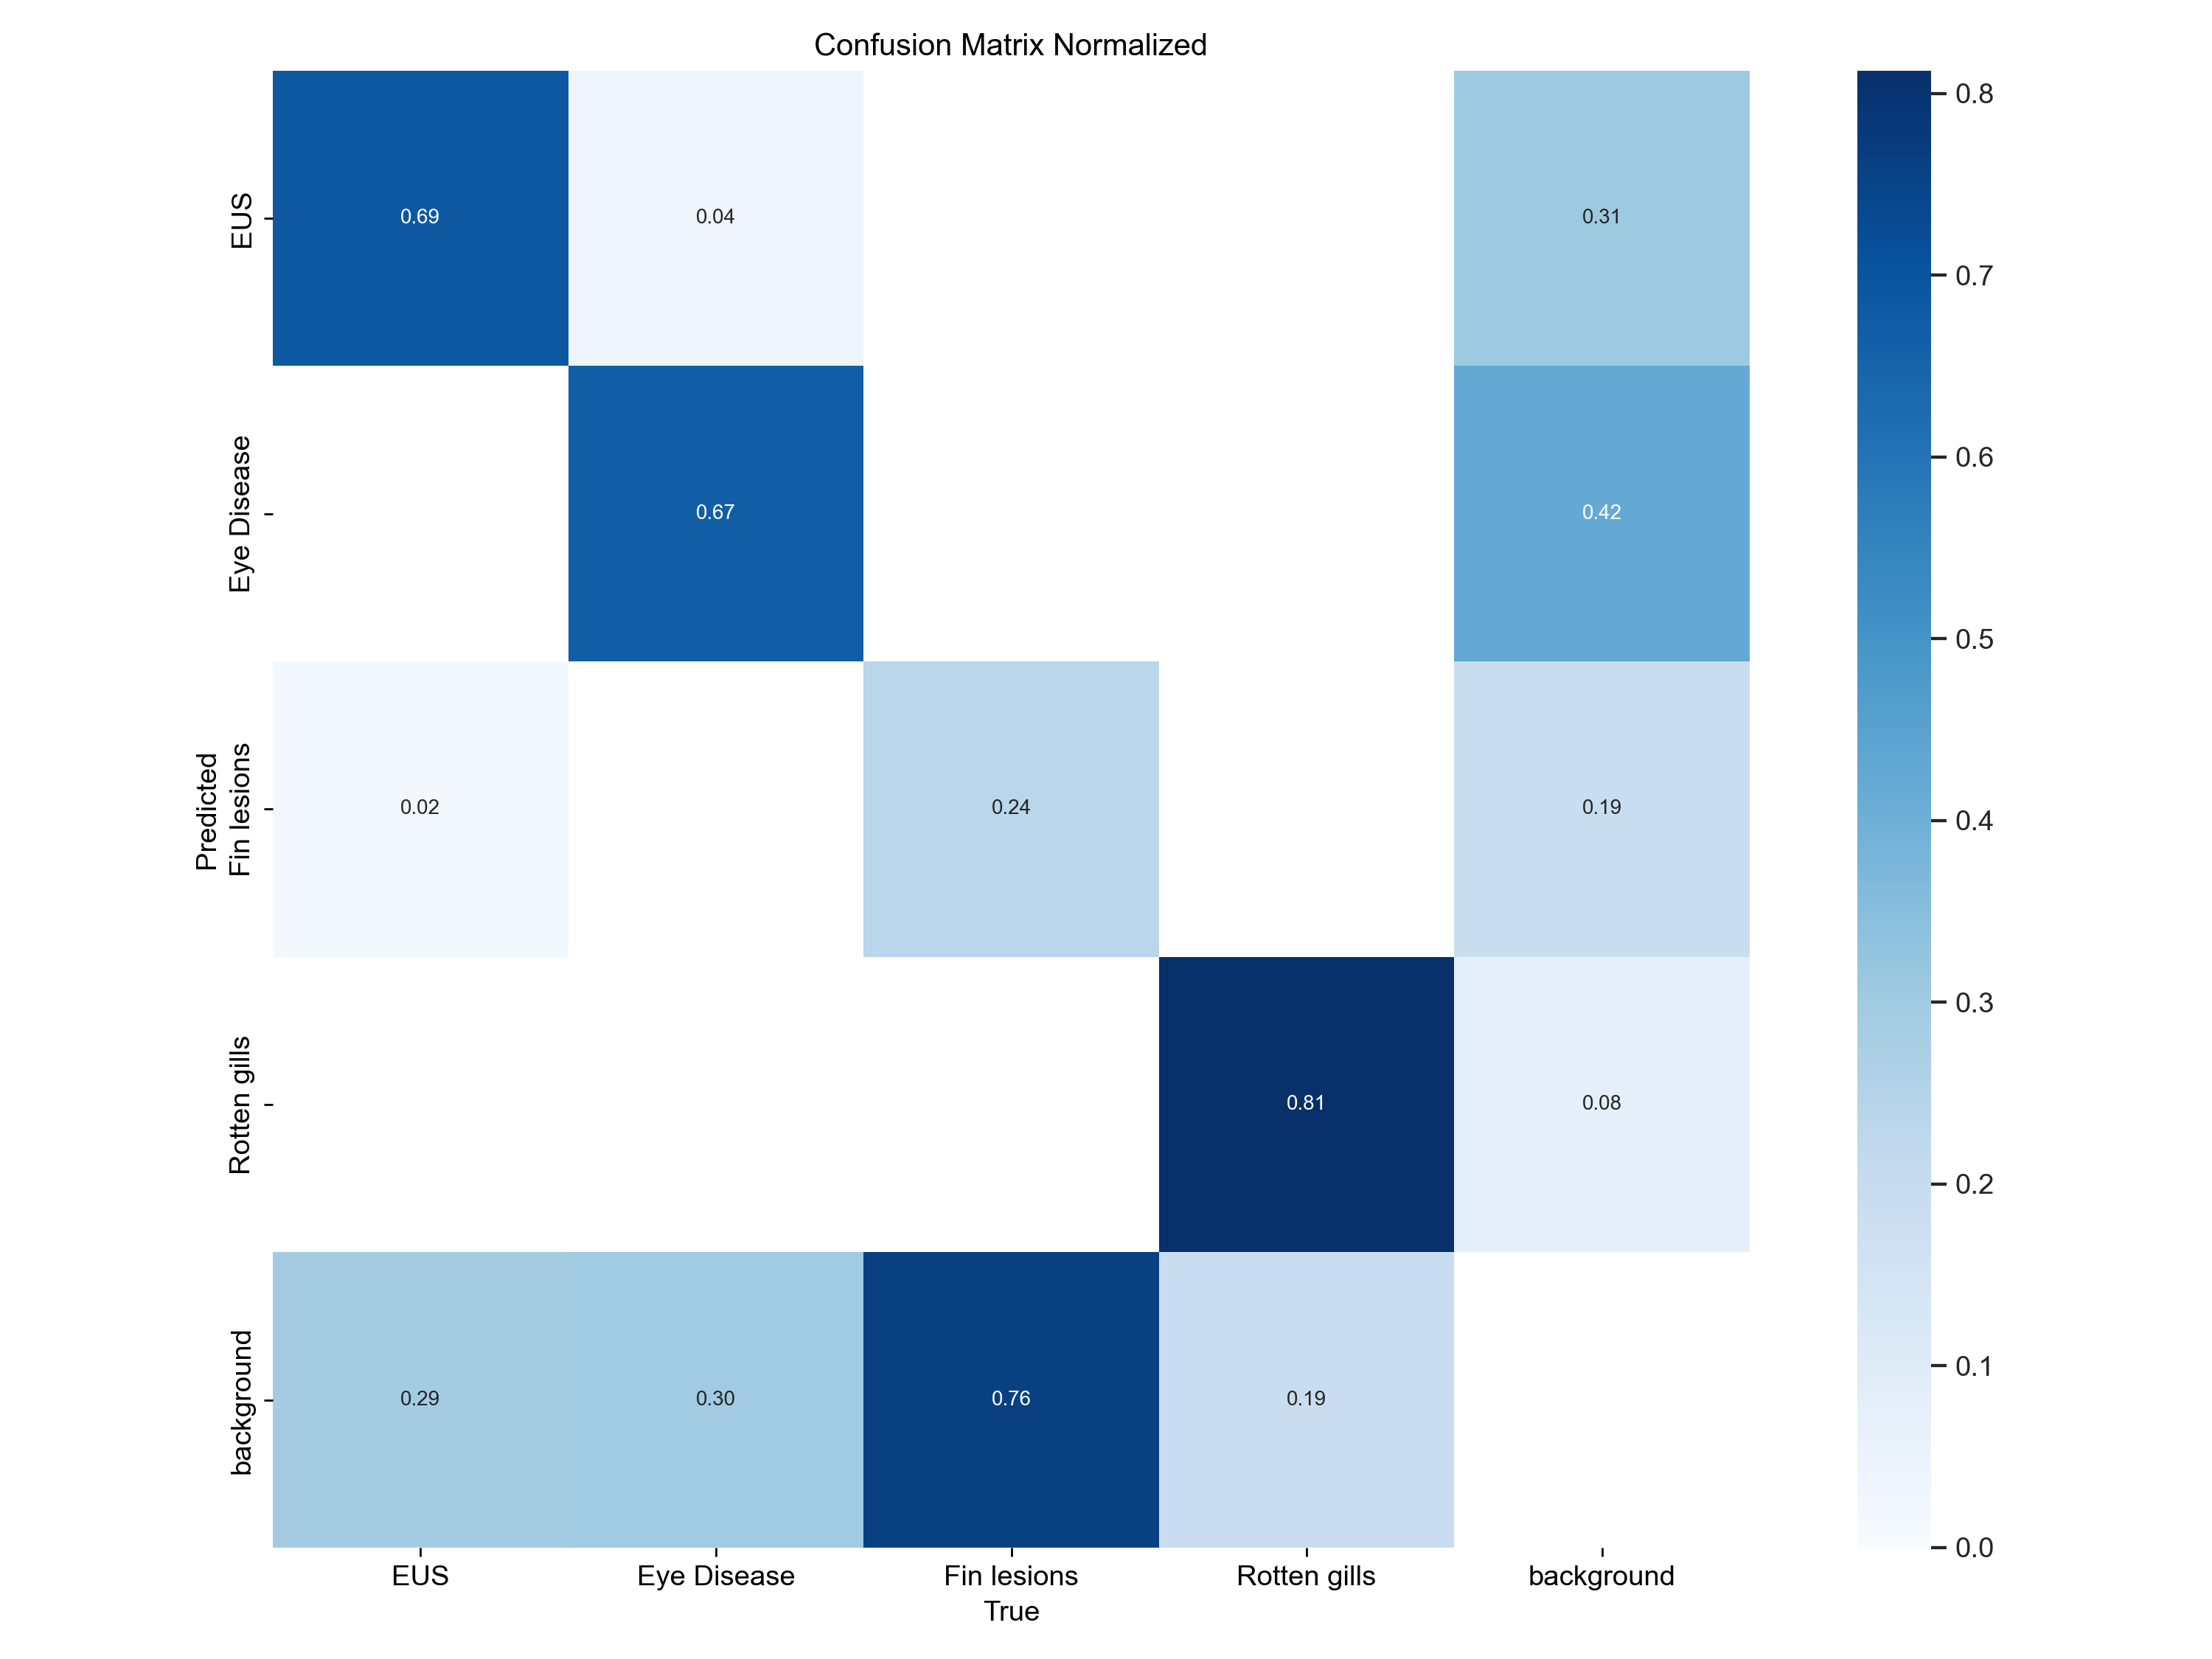 Confusion Matrix Normalized
Predicted
EUS
0.69
0.04
0.31
Eye Disease
0.67
0.42
Fin lesions
0.02
0.24
0.19
Rotten gills
0.81
0.08
background
0.29
0.30
0.76
0.19
EUS
Eye Disease
Fin lesions
Rotten gills
background
True
0.8
0.7
0.6
0.5
0.4
0.3
0.2
0.1
0.0